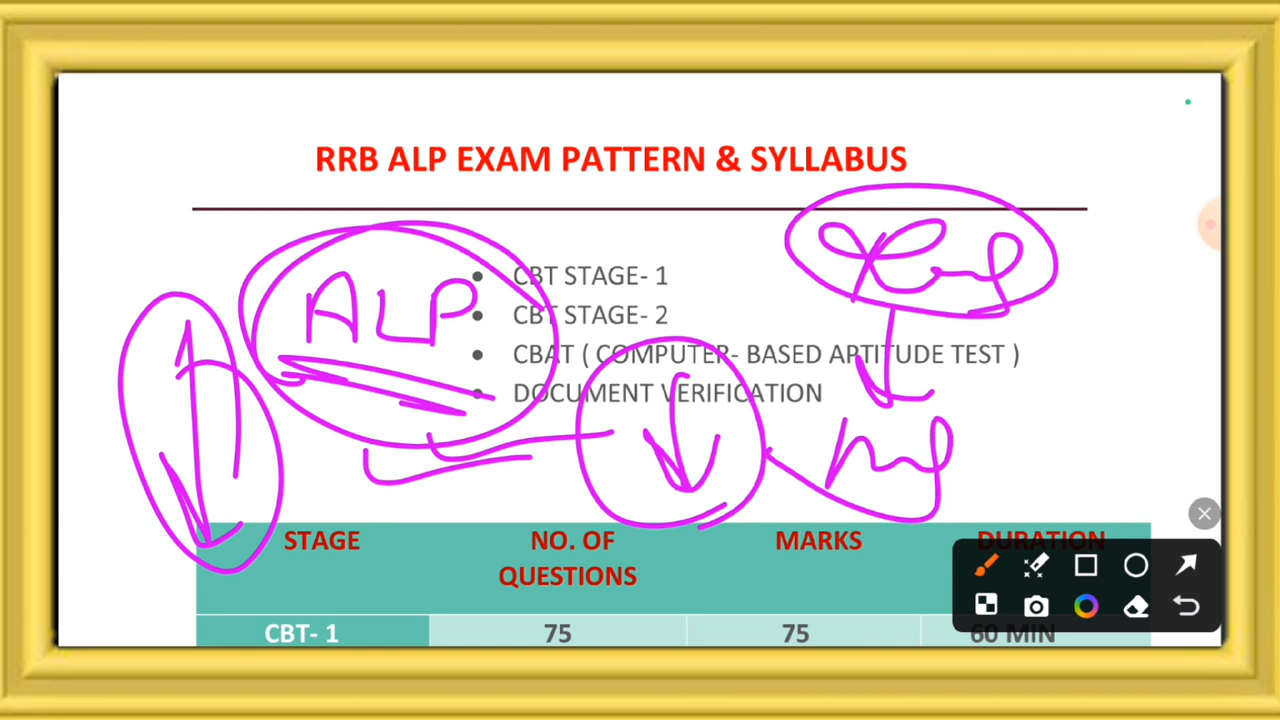 RRB ALP EXAM PATTERN & SYLLABUS
CBT STAGE- 1
ALP
CBT STAGE- 2
CBAT ( COMPUTER- BASED APTITUDE TEST )
DOCUMENT VERIFICATION
STAGE NO. OF QUESTIONS MARKS DURATION
CBT- 1 75 75 60 MIN